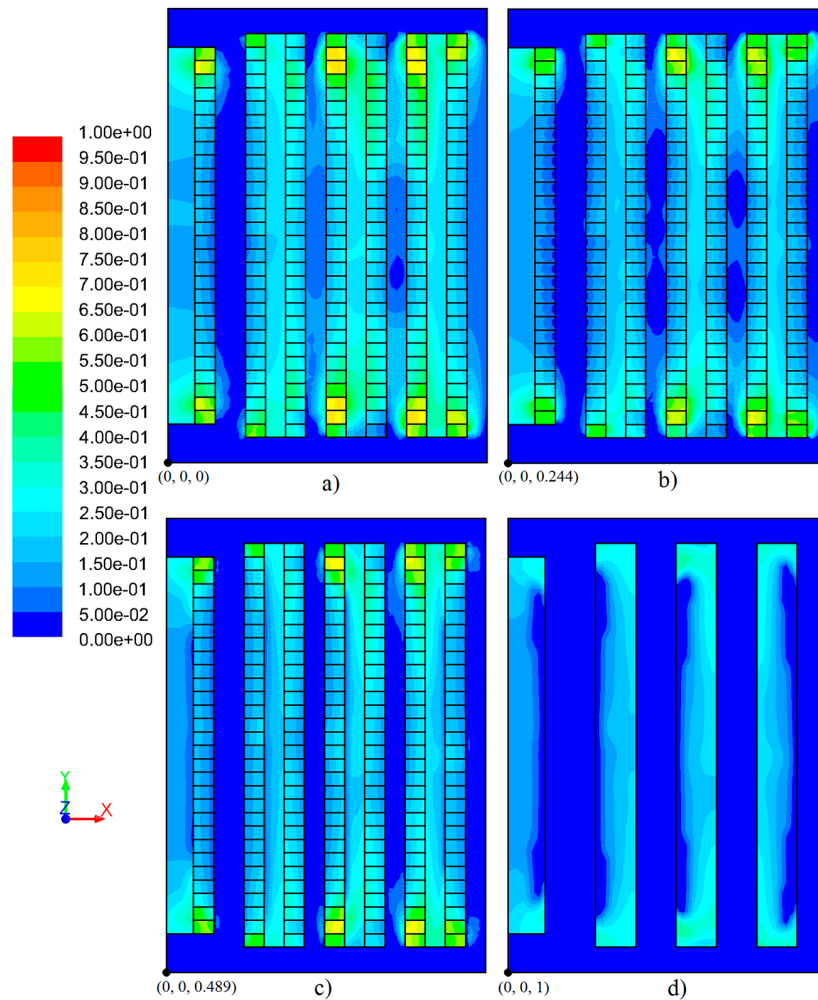 1.00e+00
9.50e-01
9.00e-01
8.50e-01
8.00e-01
7.50e-01
7.00e-01
6.50e-01
6.00e-01
5.50e-01
5.00e-01
4.50e-01
4.00e-01
3.50e-01
3.00e-01
2.50e-01
2.00e-01
1.50e-01
1.00e-01
5.00e-02
0.00e+00
(0, 0, 0)
a)
(0, 0, 0.244)
b)
Y
Z
X
(0, 0, 0.489)
c)
(0, 0, 1)
d)